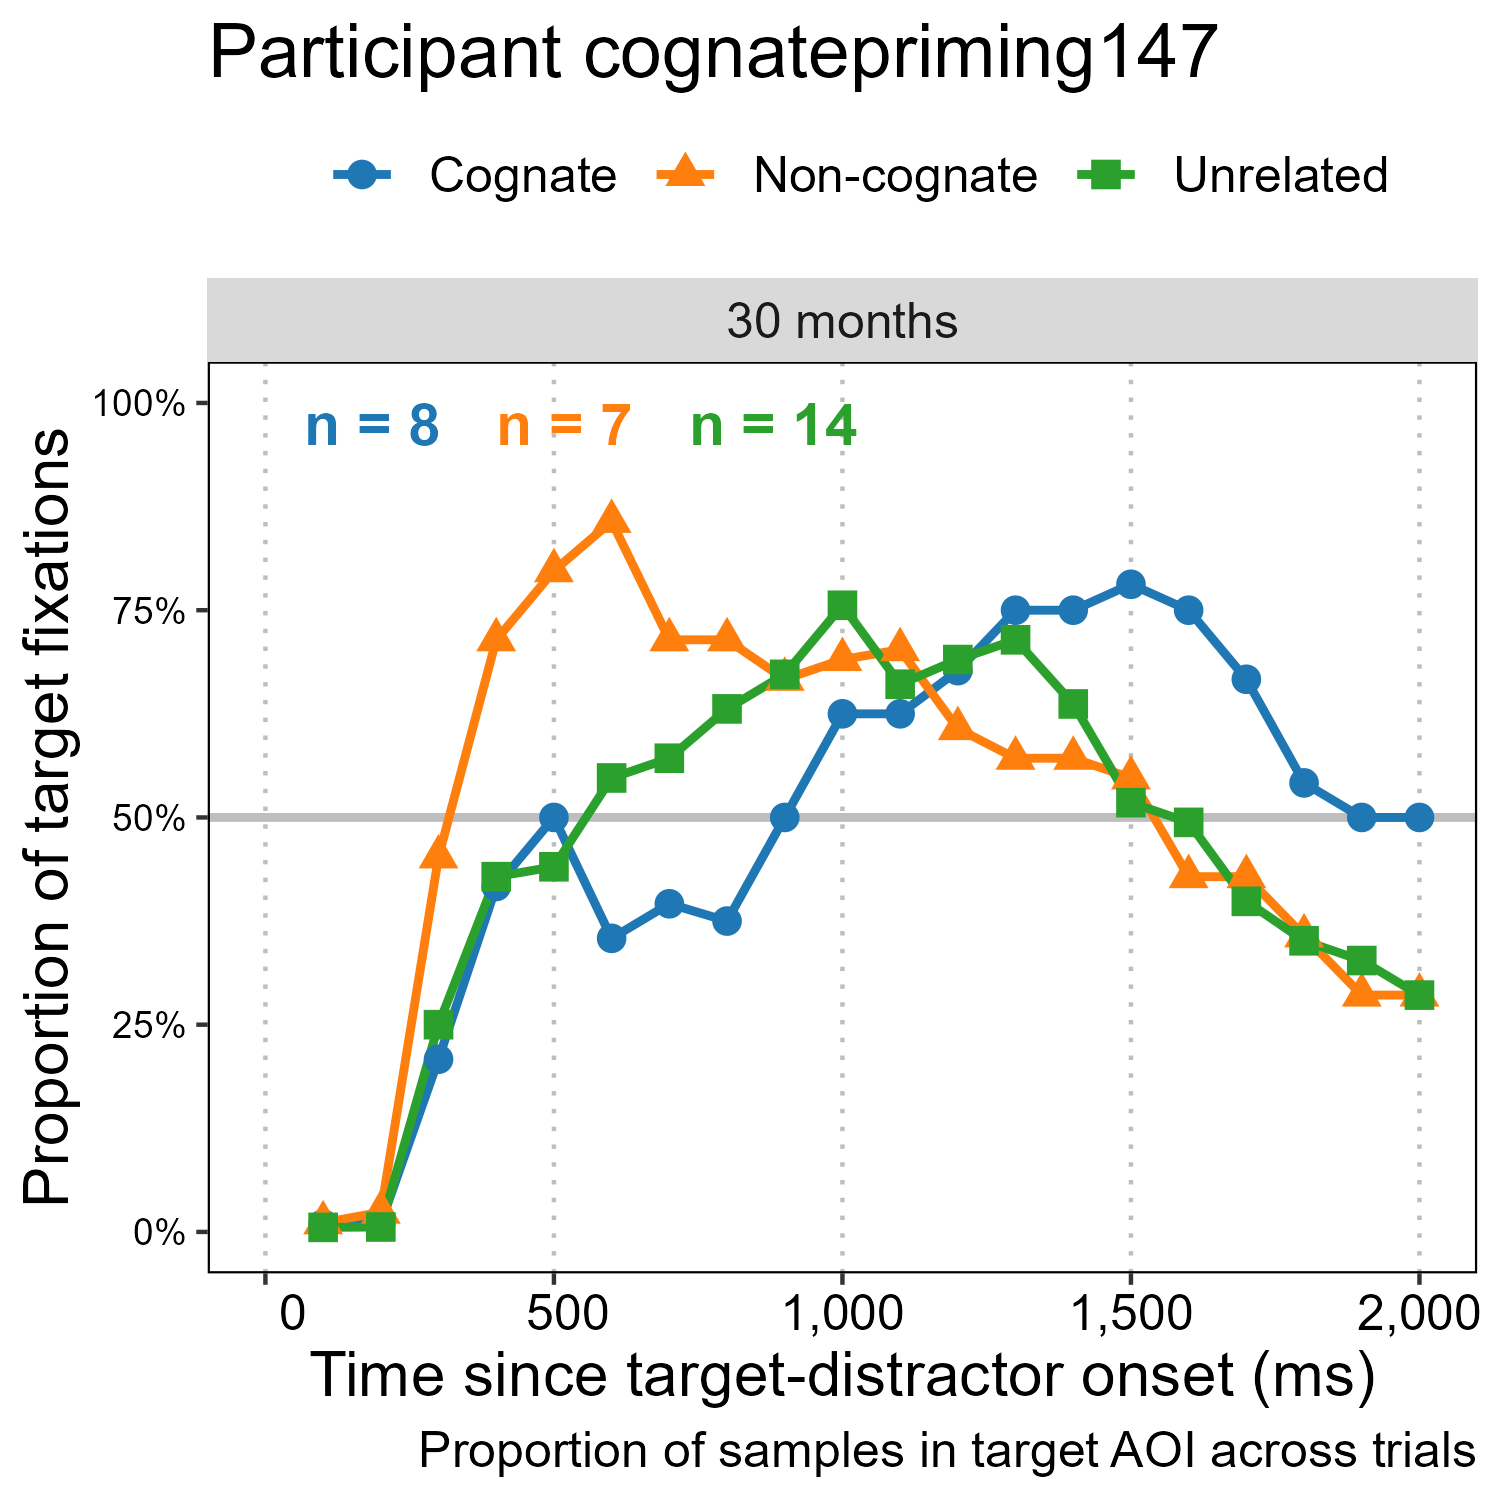 Participant cognatepriming147
Cognate Non-cognate Unrelated
30 months
n = 8 n = 7 n = 14
100%
75%
50%
25%
0%
Proportion of target fixations
0 500 1,000 1,500 2,000
Time since target-distractor onset (ms)
Proportion of samples in target AOI across trials